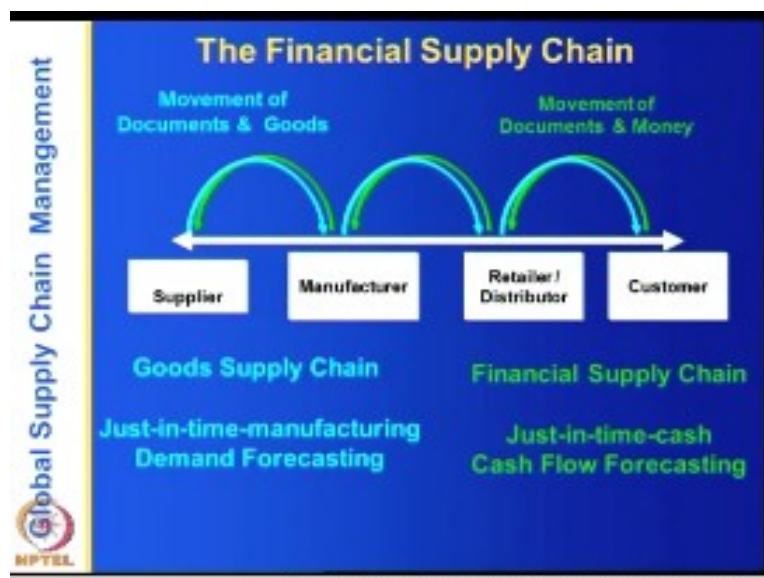 The Financial Supply Chain
Movement of
Documents & Goods
Movement of
Documents & Money
Supplier
Manufacturer
Retailer /
Distributor
Customer
Goods Supply Chain
Financial Supply Chain
Just-in-time-manufacturing
Demand Forecasting
Just-in-time-cash
Cash Flow Forecasting
Global Supply Chain Management
NPTEL